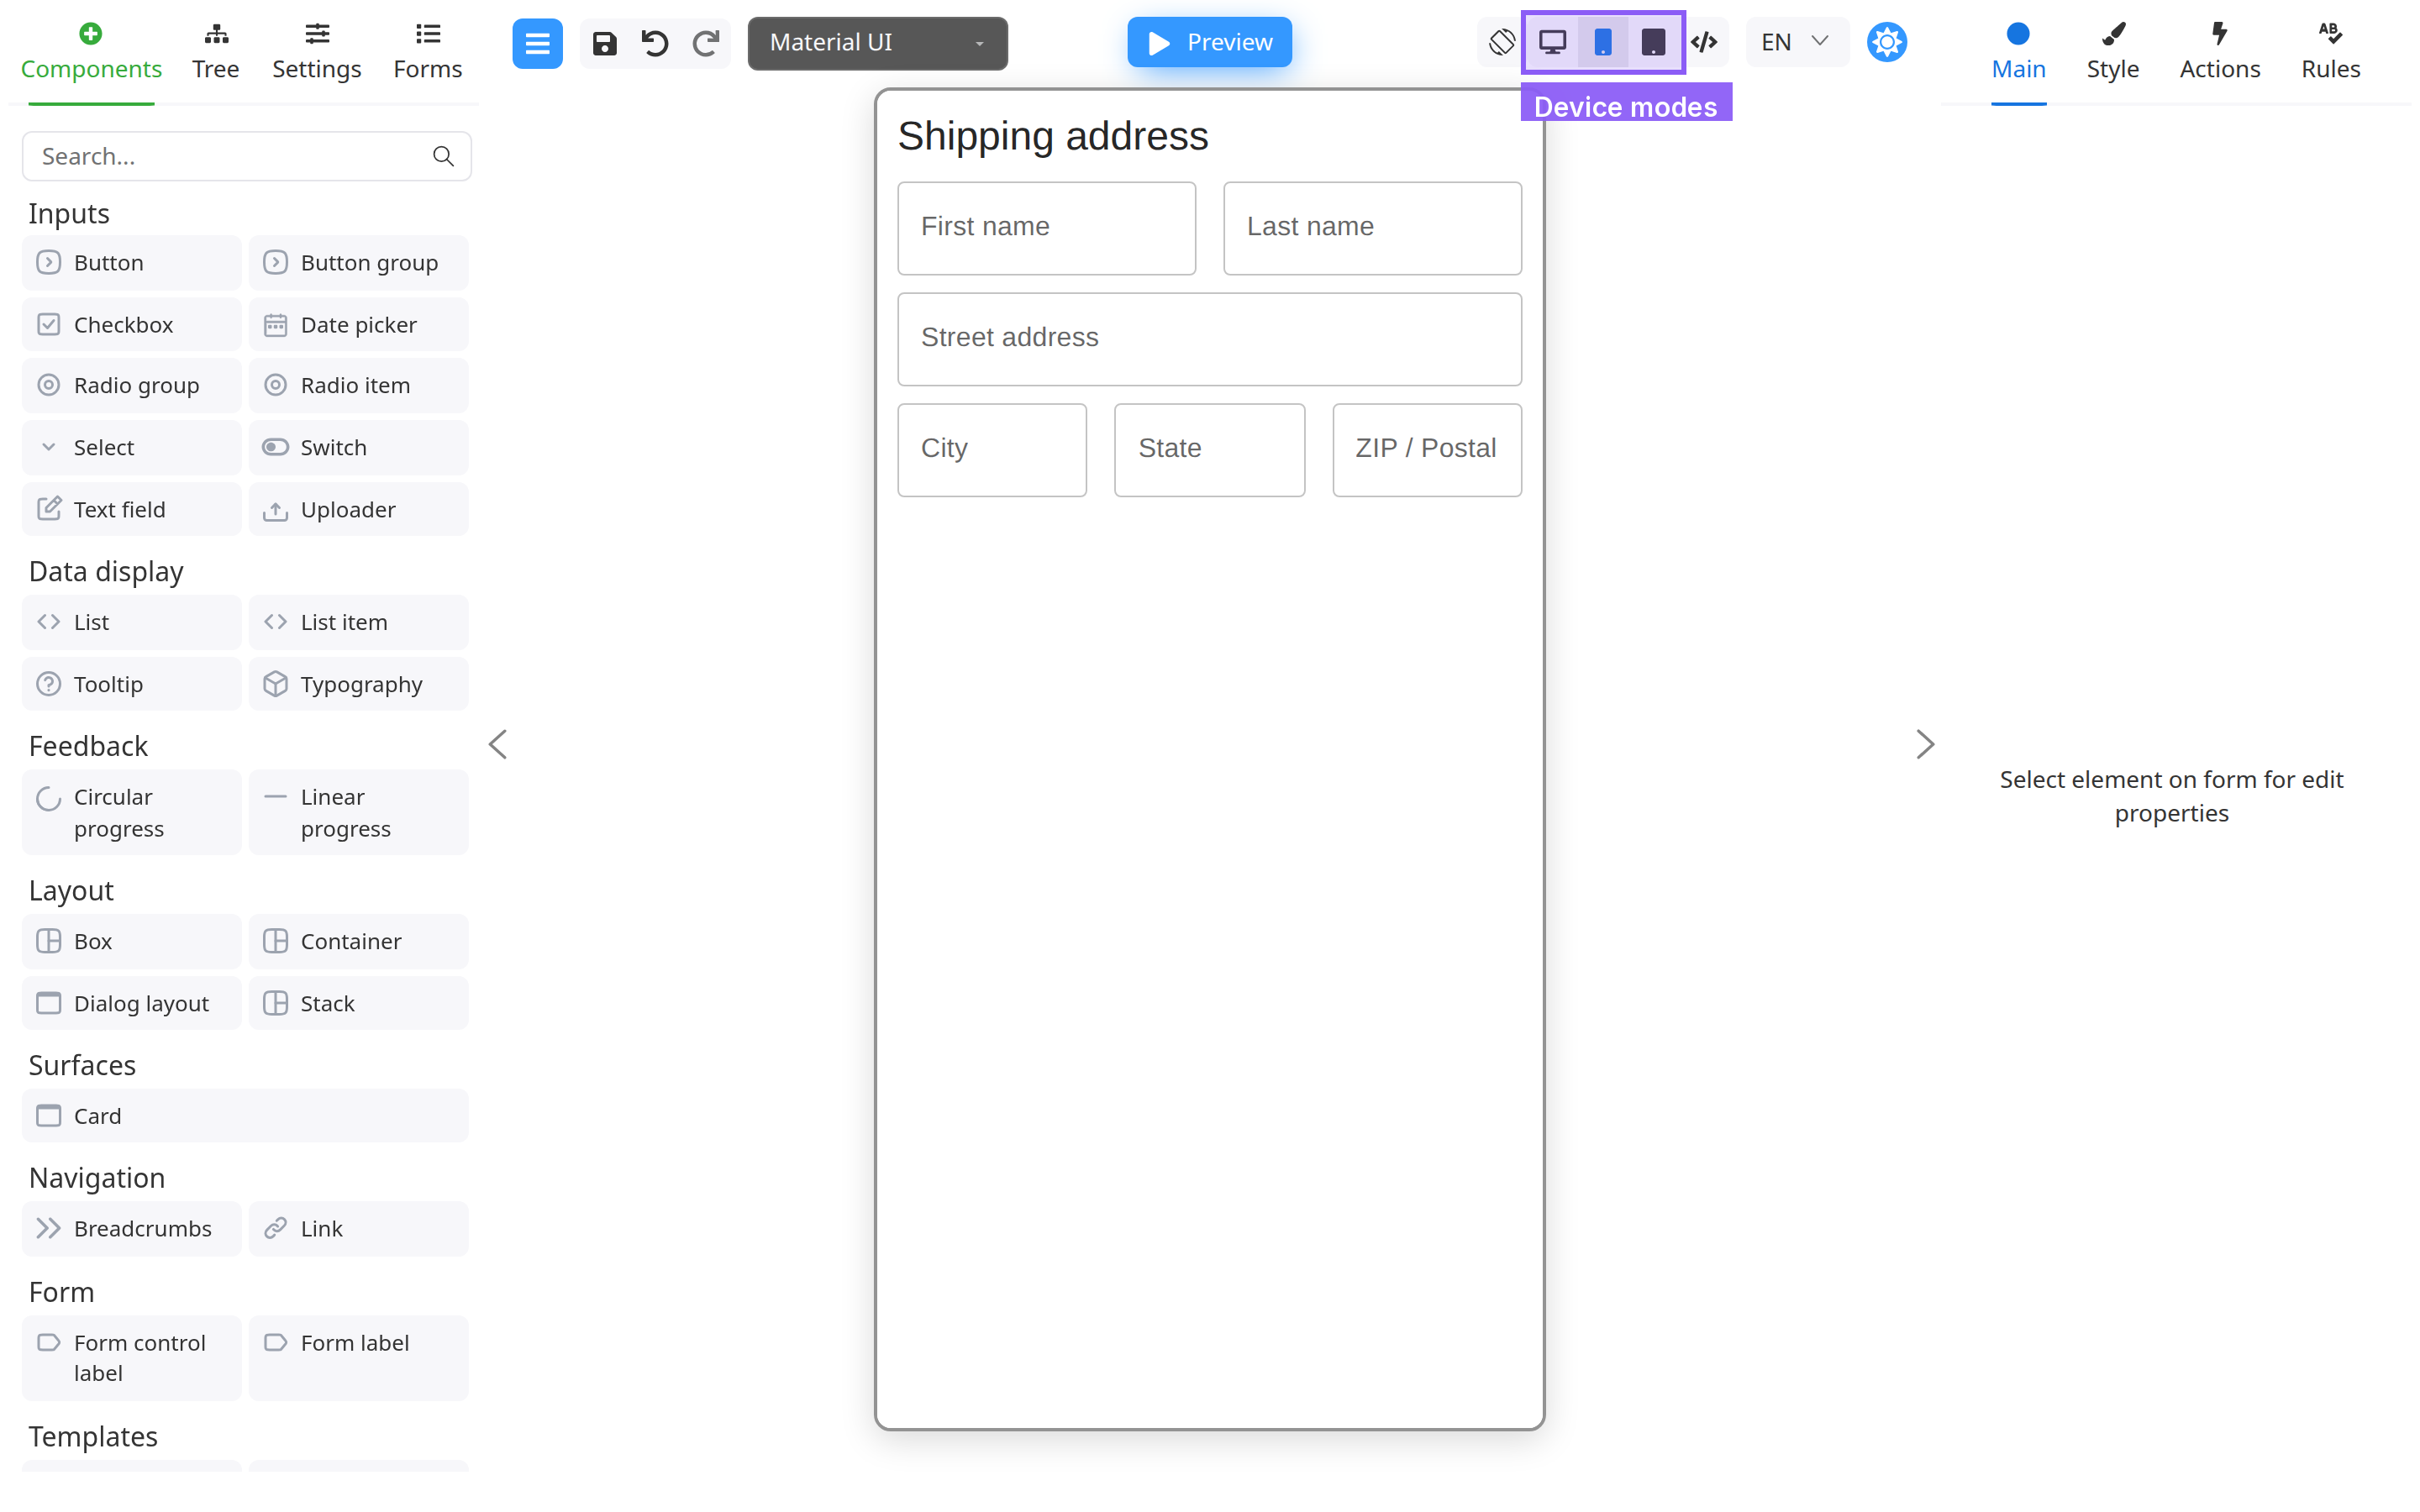 Components
Tree
Settings
Forms
Material UI
Preview
EN
Main
Style
Actions
AB
Rules
Device modes
Search...
Inputs
Button
Button group
Checkbox
Date picker
Radio group
Radio item
Select
Switch
Text field
Uploader
Data display
List
List item
Tooltip
Typography
Feedback
Circular
progress
Linear
progress
Layout
Box
Container
Dialog layout
Stack
Surfaces
Card
Navigation
Breadcrumbs
Link
Form
Form control
label
Form label
Templates
Shipping address
First name
Last name
Street address
City
State
ZIP / Postal
Select element on form for edit
properties